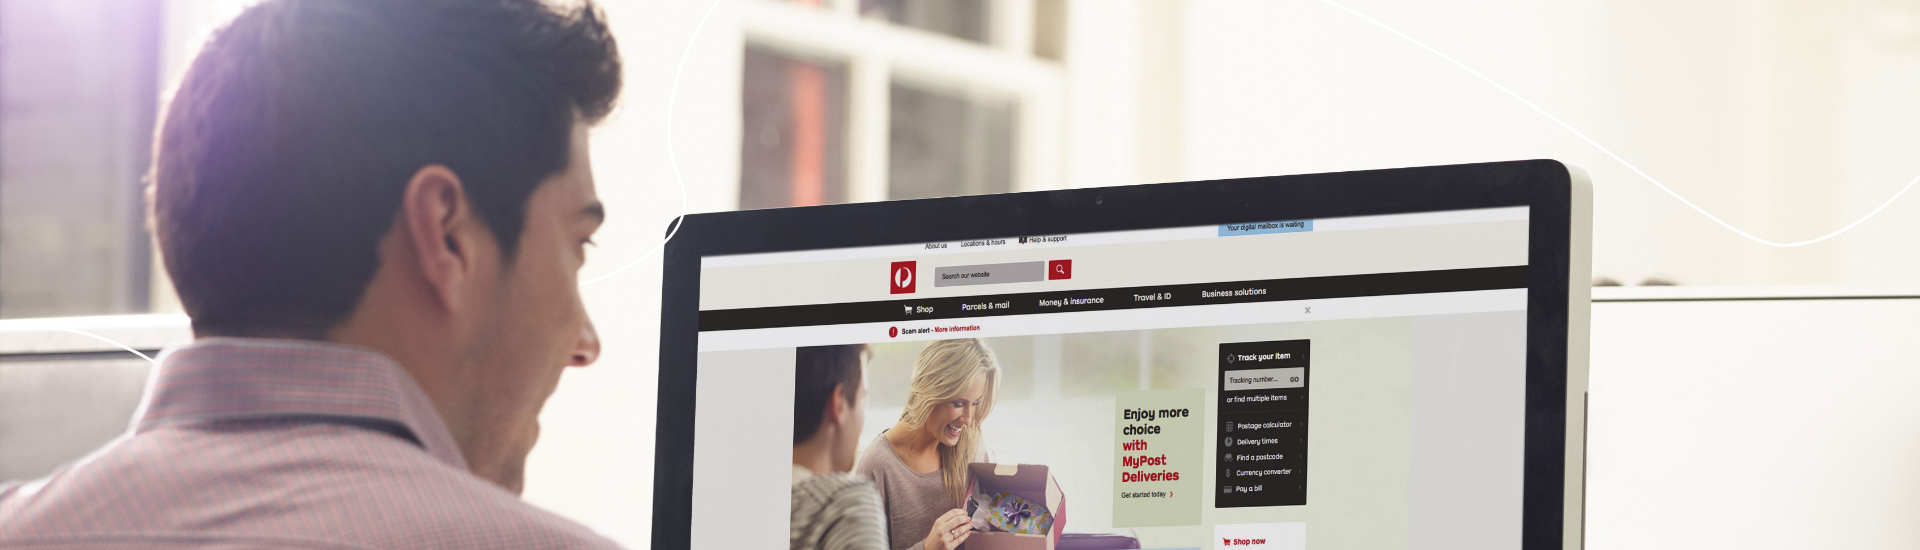 Your digital mailbox is waiting
About us Locations & hours Help & support
Search our website
Shop Parcels & mail Money & insurance Travel & ID Business solutions
Scam alert - More information
Enjoy more
choice
with
MyPost
Deliveries
Get started today
Track your item
Tracking number... GO
or find multiple items
Postage calculator
Delivery times
Find a postcode
Currency converter
Pay a bill
Shop now